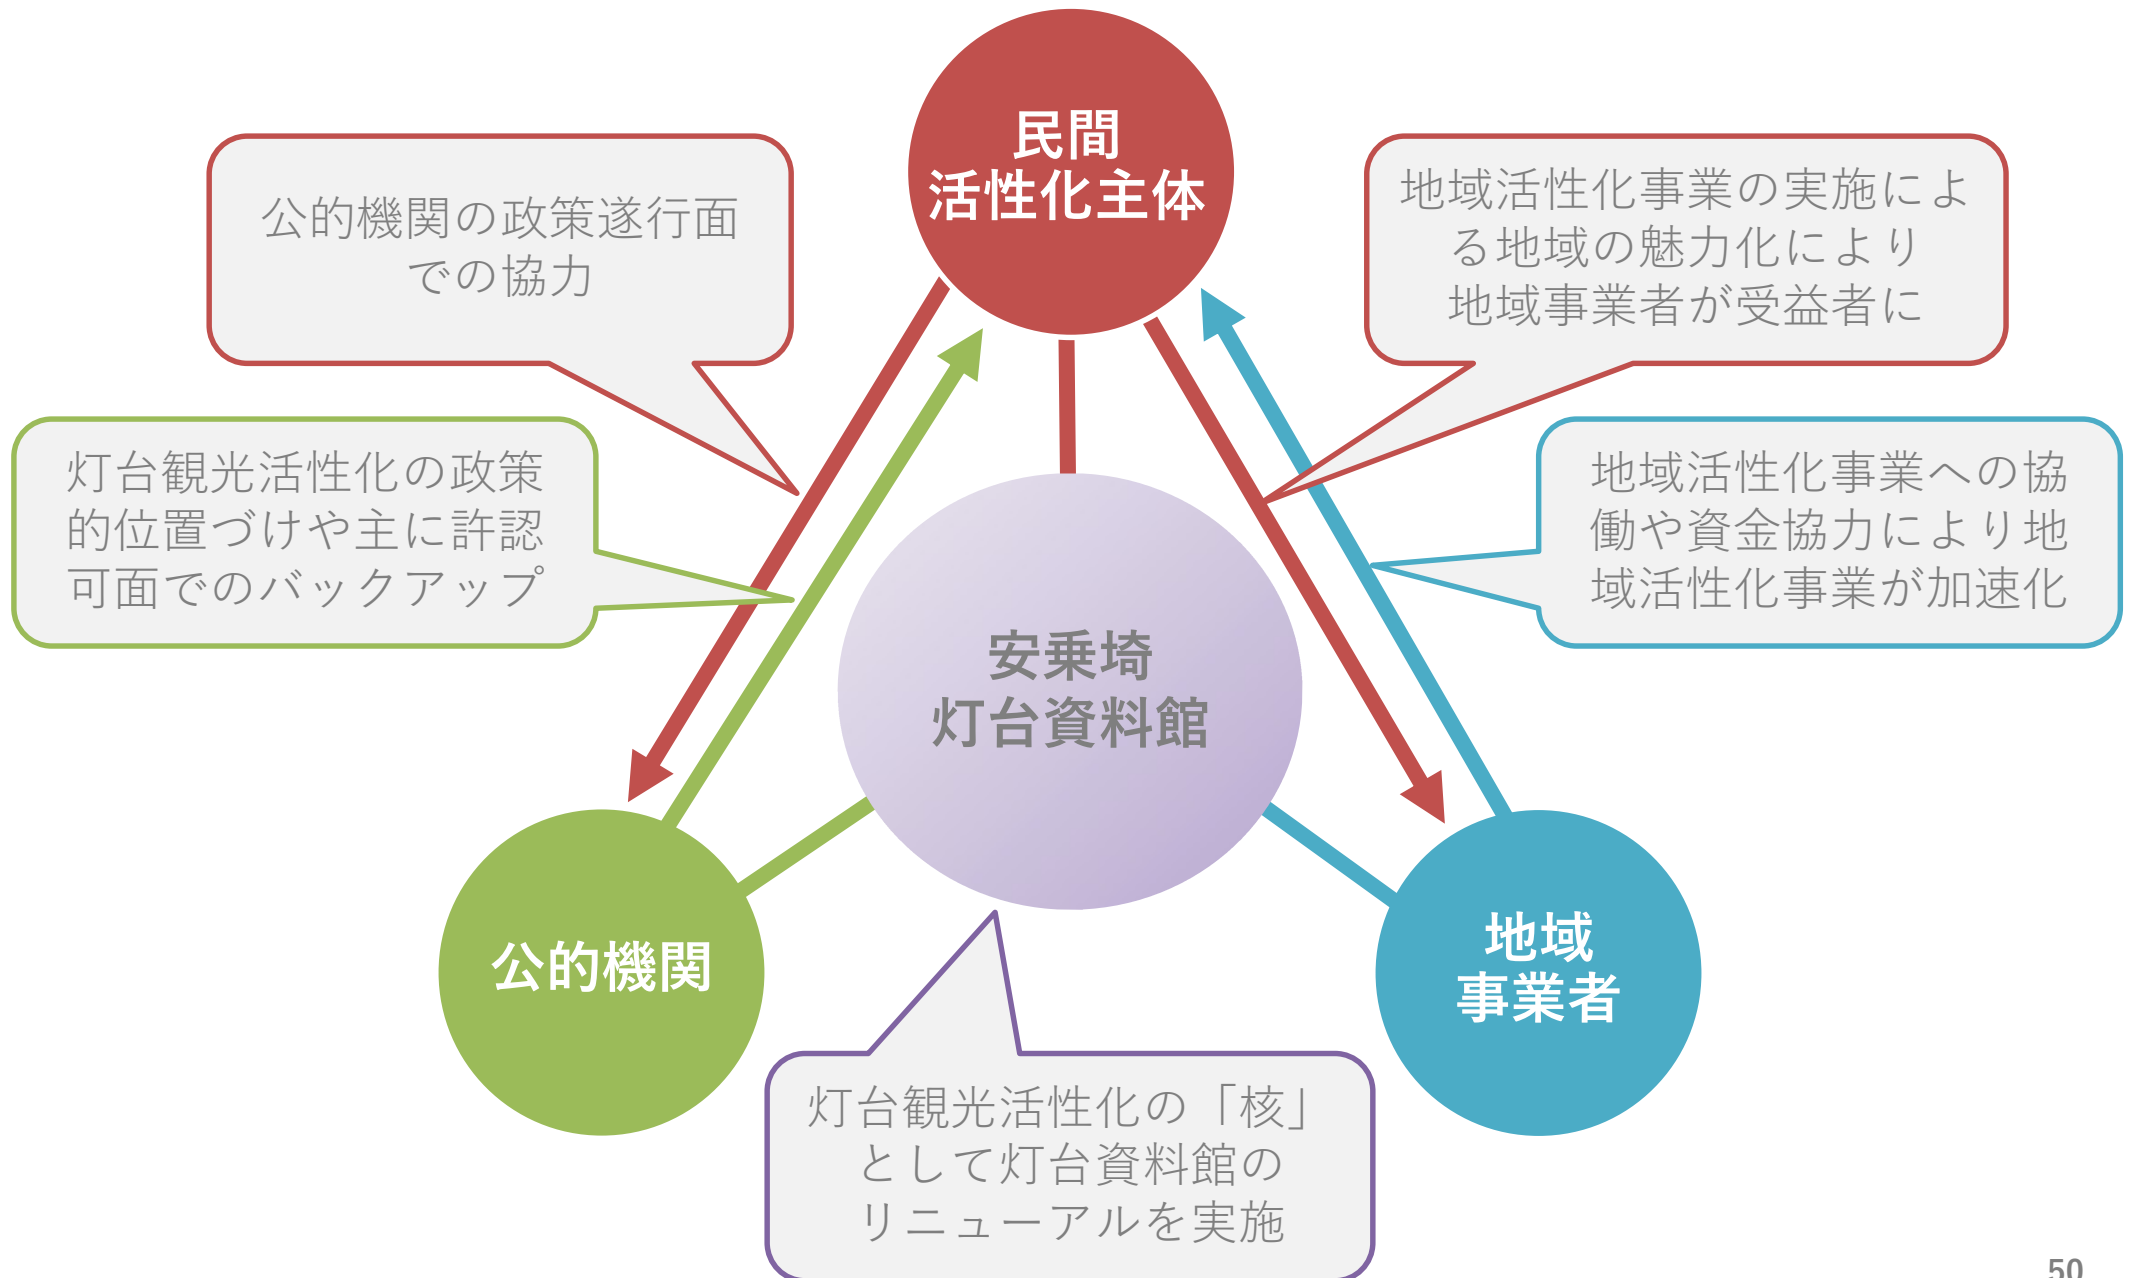 民間
活性化主体
公的機関の政策遂行面
での協力
地域活性化事業の実施によ
る地域の魅力化により
地域事業者が受益者に
灯台観光活性化の政策
的位置づけや主に許認
可面でのバックアップ
地域活性化事業への協
働や資金協力により地
域活性化事業が加速化
安乗埼
灯台資料館
公的機関
地域
事業者
灯台観光活性化の「核」
として灯台資料館の
リニューアルを実施
50